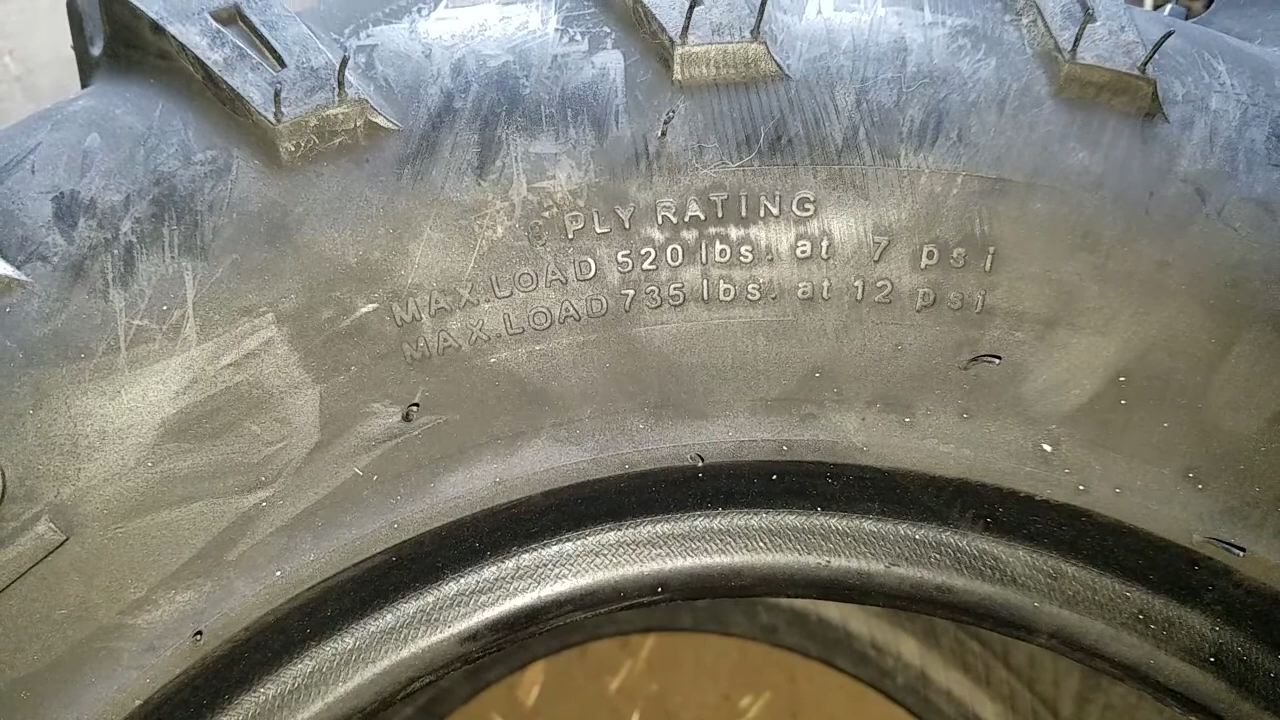 PLY RATING
MAX.LOAD 520 lbs. at 7 psi
MAX.LOAD 735 lbs. at 12 psi